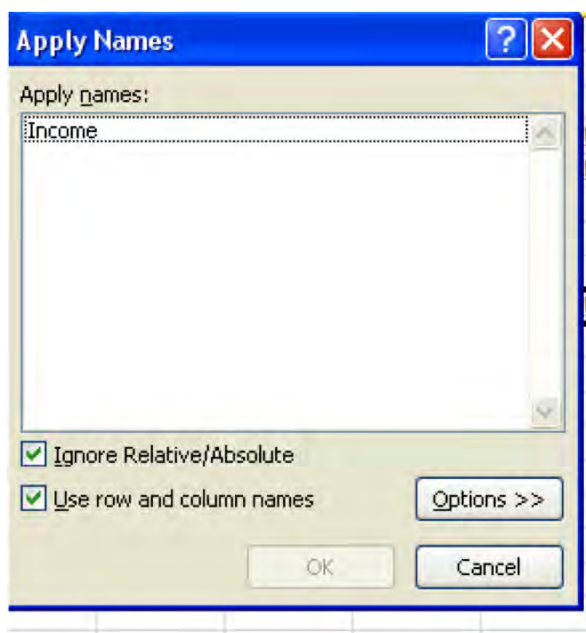 Apply Names
Apply names:
Income
Ignore Relative/Absolute
Use row and column names
Options >>
OK
Cancel